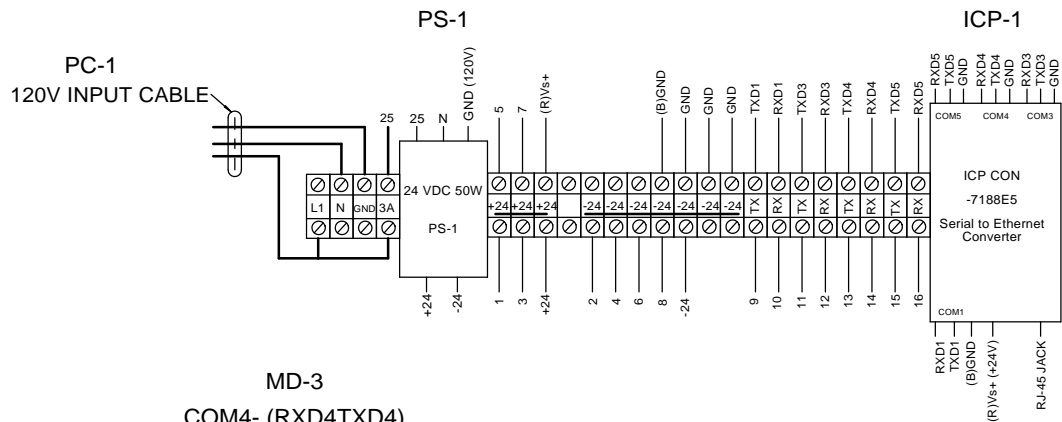 PS-1
ICP-1
PC-1
120V INPUT CABLE
25
25
N
GND (120V)
5
7
(R)Vs+
(B)GND
GND
GND
GND
TXD1
RXD1
TXD3
RXD3
TXD4
RXD4
TXD5
RXD5
RXD5
TXD5
GND
RXD4
TXD4
GND
RXD3
TXD3
GND
COM5
COM4
COM3
L1
N
GND
3A
24 VDC 50W
PS-1
+24
+24
+24
-24
-24
-24
-24
-24
-24
-24
TX
RX
TX
RX
TX
RX
TX
RX
ICP CON
-7188E5
Serial to Ethernet
Converter
COM1
+24
-24
1
3
+24
2
4
6
8
-24
9
10
11
12
13
14
15
16
RXD1
TXD1
(B)GND
(R)Vs+ (+24V)
RJ-45 JACK
MD-3
COM4- (RXD4TXD4)